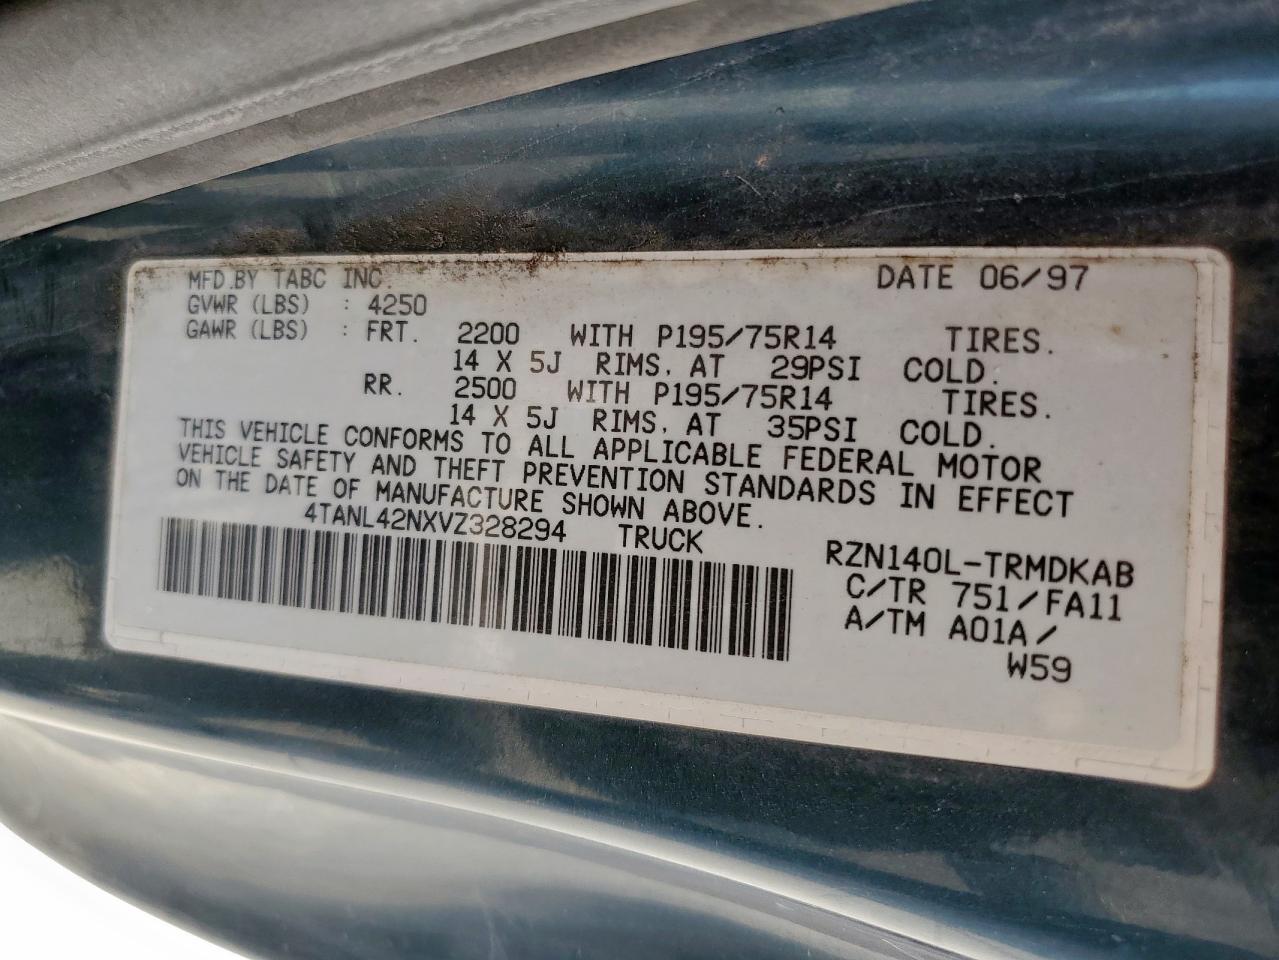 MFD.BY TABC INC. DATE 06/97
GVWR (LBS) : 4250
GAWR (LBS) : FRT. 2200 WITH P195/75R14 TIRES.
14 X 5J RIMS, AT 29PSI COLD.
RR. 2500 WITH P195/75R14 TIRES.
14 X 5J RIMS, AT 35PSI COLD.
THIS VEHICLE CONFORMS TO ALL APPLICABLE FEDERAL MOTOR
VEHICLE SAFETY AND THEFT PREVENTION STANDARDS IN EFFECT
ON THE DATE OF MANUFACTURE SHOWN ABOVE.
4TANL42NXVZ328294 TRUCK
RZN140L-TRMDKAB
C/TR 751/FA11
A/TM A01A/
W59